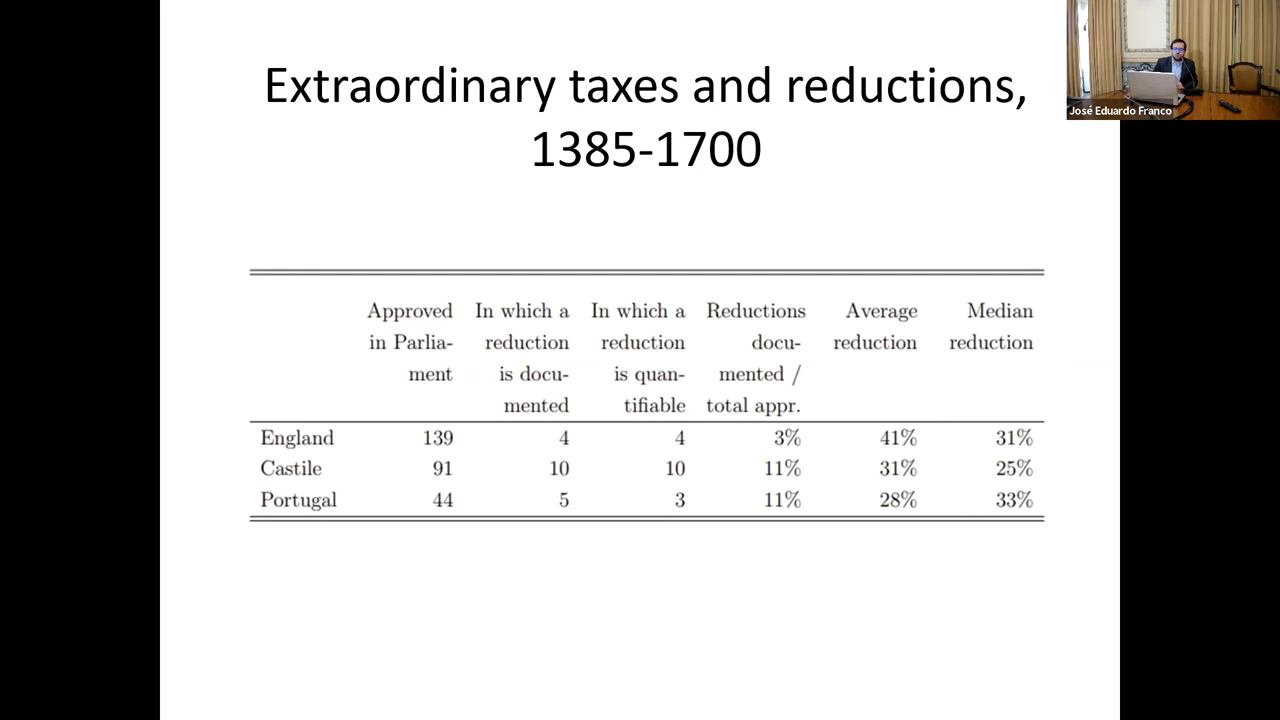 Extraordinary taxes and reductions,
1385-1700
José Eduardo Franco
Approved In which a In which a Reductions Average Median
in Parlia- reduction reduction docu- reduction reduction
ment is docu- is quan- mented /
mented tifiable total appr.
England 139 4 4 3% 41% 31%
Castile 91 10 10 11% 31% 25%
Portugal 44 5 3 11% 28% 33%